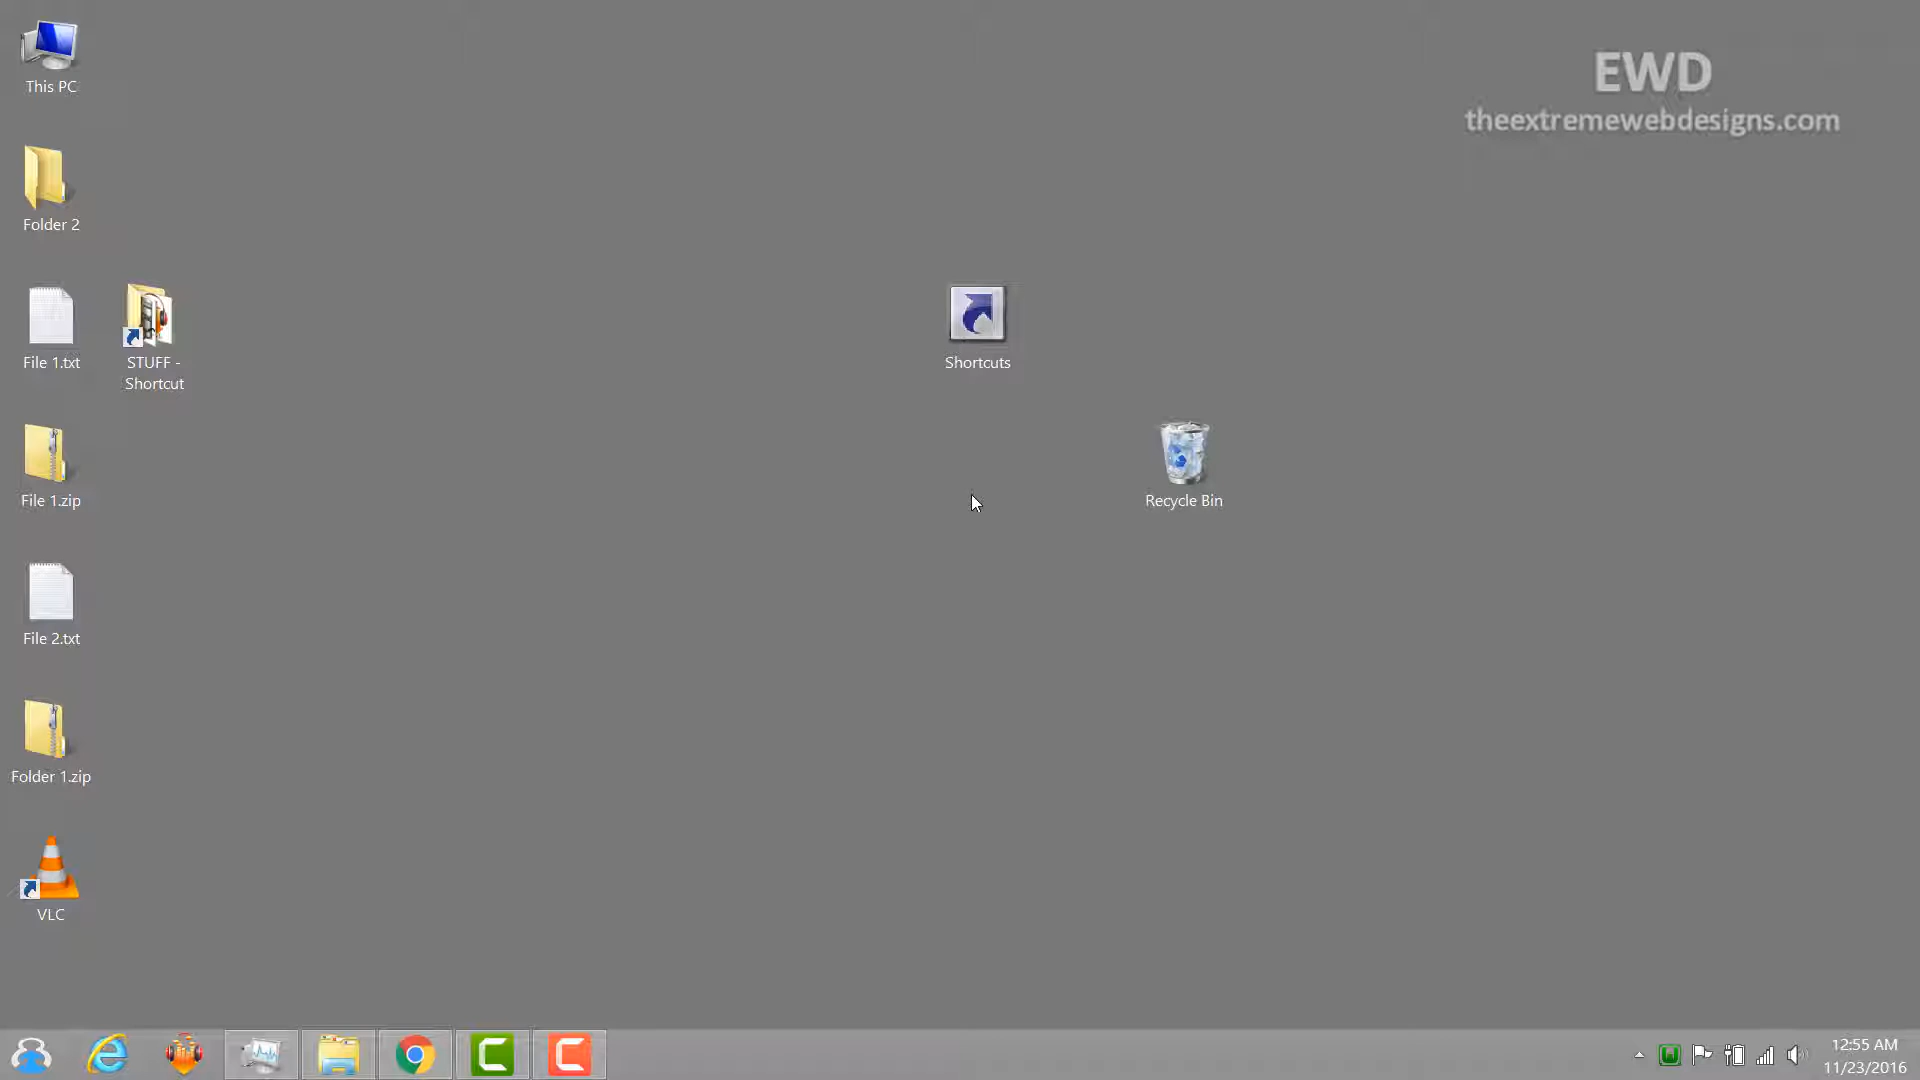 This PC
EWD
theextremewebdesigns.com
Folder 2
File 1.txt
STUFF -
Shortcut
Shortcuts
File 1.zip
Recycle Bin
File 2.txt
Folder 1.zip
VLC
12:55 AM
11/23/2016